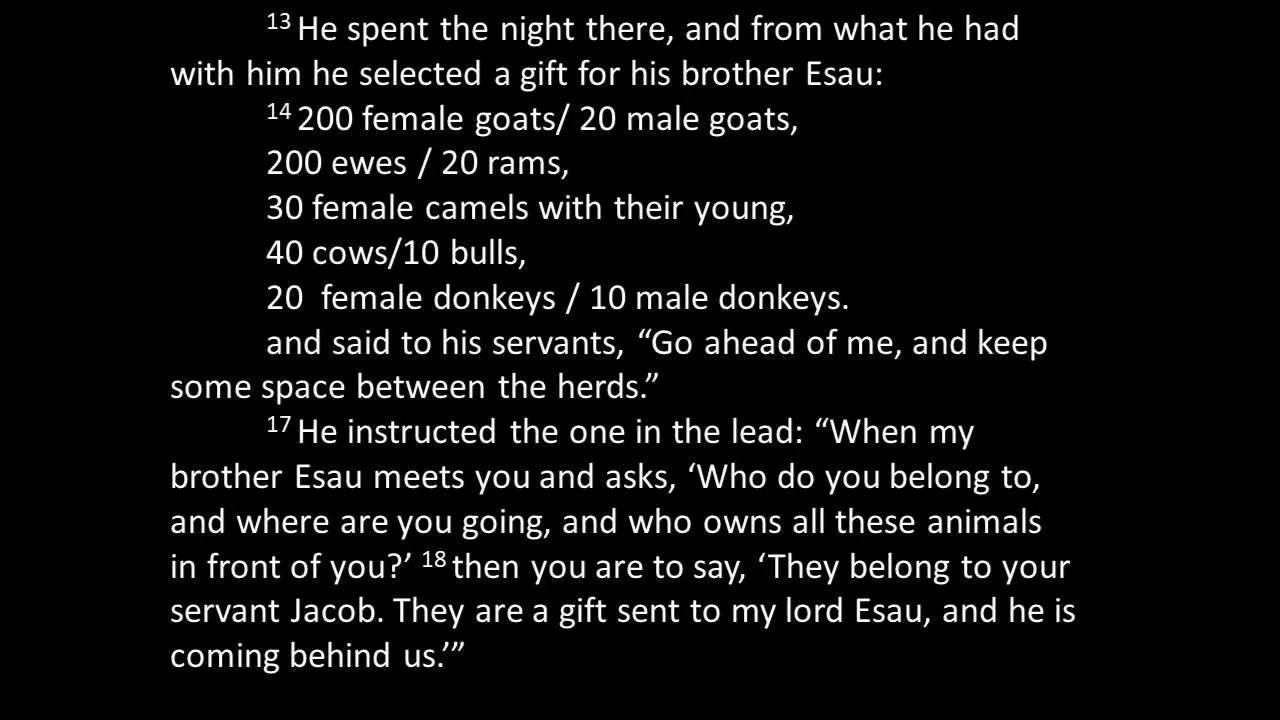 13 He spent the night there, and from what he had
with him he selected a gift for his brother Esau:
14 200 female goats/ 20 male goats,
200 ewes / 20 rams,
30 female camels with their young,
40 cows/10 bulls,
20  female donkeys / 10 male donkeys.
and said to his servants, “Go ahead of me, and keep
some space between the herds.”
17 He instructed the one in the lead: “When my
brother Esau meets you and asks, ‘Who do you belong to,
and where are you going, and who owns all these animals
in front of you?’ 18 then you are to say, ‘They belong to your
servant Jacob. They are a gift sent to my lord Esau, and he is
coming behind us.’”